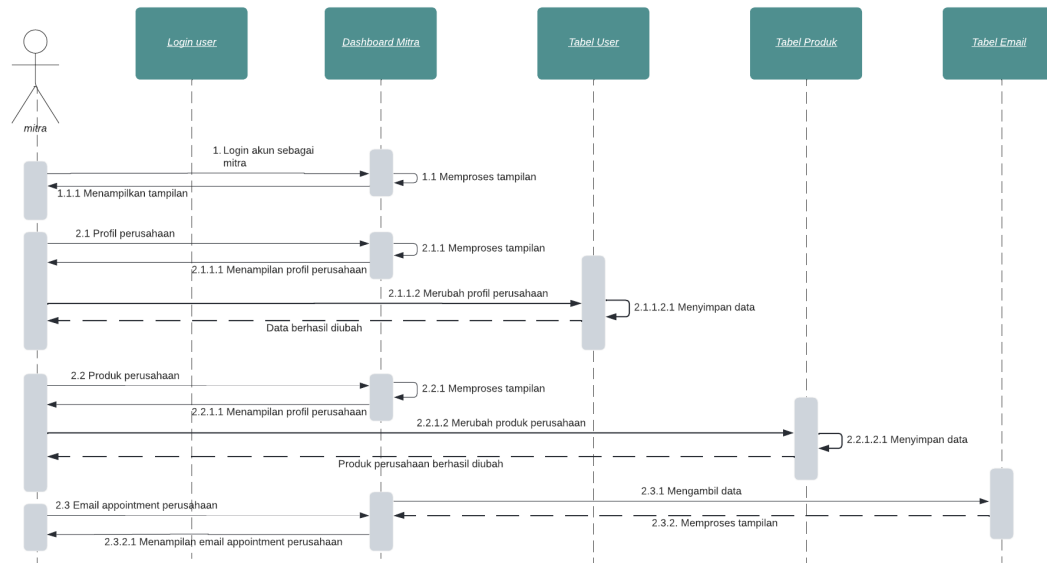 Login user
Dashboard Mitra
Tabel User
Tabel Produk
Tabel Email
mitra
1. Login akun sebagai
mitra
1.1 Memproses tampilan
1.1.1 Menampilkan tampilan
2.1 Profil perusahaan
2.1.1 Memproses tampilan
2.1.1.1 Menampilan profil perusahaan
2.1.1.2 Merubah profil perusahaan
2.1.1.2.1 Menyimpan data
Data berhasil diubah
2.2 Produk perusahaan
2.2.1 Memproses tampilan
2.2.1.1 Menampilan profil perusahaan
2.2.1.2 Merubah produk perusahaan
2.2.1.2.1 Menyimpan data
Produk perusahaan berhasil diubah
2.3.1 Mengambil data
2.3 Email appointment perusahaan
2.3.2. Memproses tampilan
2.3.2.1 Menampilan email appointment perusahaan